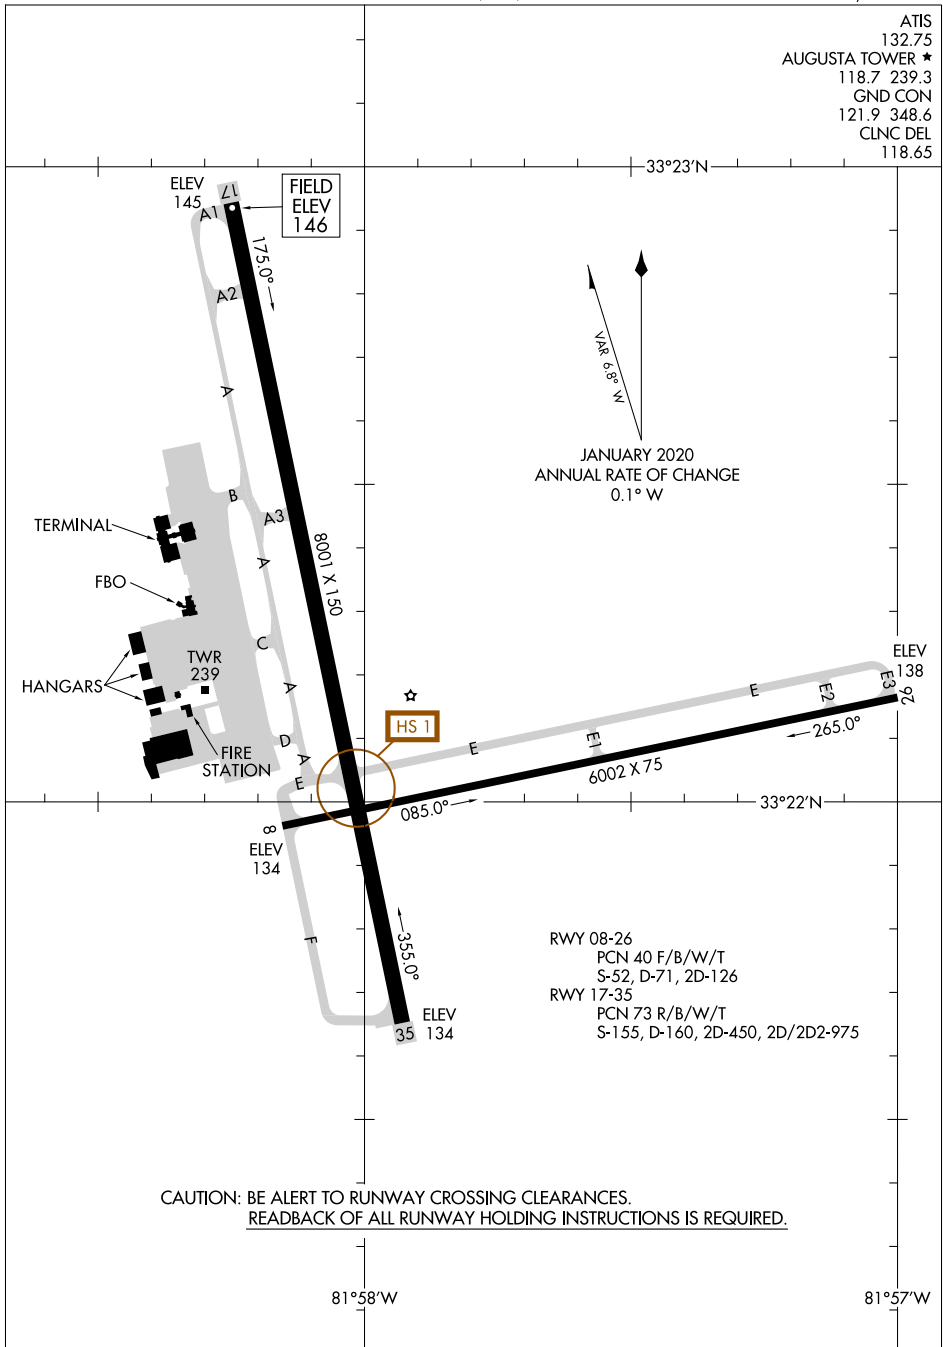 ATIS
132.75
AUGUSTA TOWER ★
118.7 239.3
GND CON
121.9 348.6
CLNC DEL
118.65
33°23'N
ELEV
145
17
FIELD
ELEV
146
A1
175.0°
A2
A
VAR 6.8° W
JANUARY 2020
ANNUAL RATE OF CHANGE
0.1° W
B
A3
TERMINAL
8001 X 150
A
FBO
C
TWR
239
HANGARS
A
ELEV
138
E3
26
E2
E
265.0°
HS 1
D
A
E
E1
FIRE
STATION
E
6002 X 75
085.0°
33°22'N
8
ELEV
134
F
355.0°
RWY 08-26
PCN 40 F/B/W/T
S-52, D-71, 2D-126
RWY 17-35
PCN 73 R/B/W/T
S-155, D-160, 2D-450, 2D/2D2-975
ELEV
134
35
CAUTION: BE ALERT TO RUNWAY CROSSING CLEARANCES.
READBACK OF ALL RUNWAY HOLDING INSTRUCTIONS IS REQUIRED.
81°58'W
81°57'W